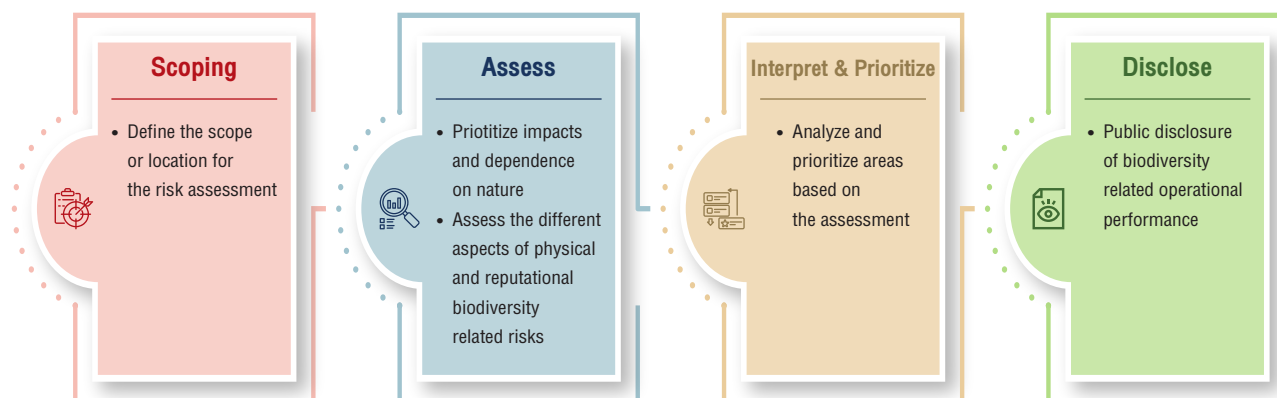 Scoping
• Define the scope
or location for
the risk assessment
Assess
• Priotitize impacts
and dependence
on nature
• Assess the different
aspects of physical
and reputational
biodiversity
related risks
Interpret & Prioritize
• Analyze and
prioritize areas
based on
the assessment
Disclose
• Public disclosure
of biodiversity
related operational
performance